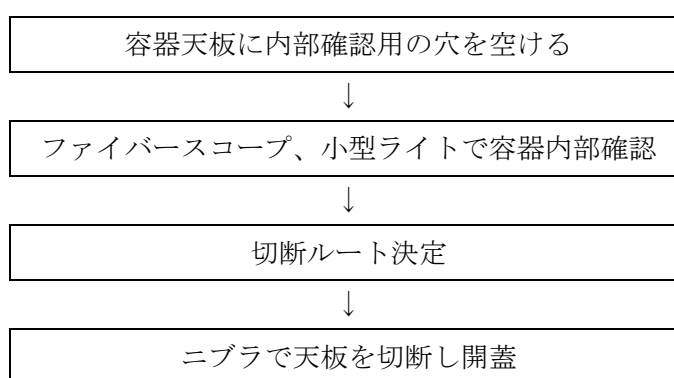 容器天板に内部確認用の穴を空ける
↓
ファイバースコープ、小型ライトで容器内部確認
↓
切断ルート決定
↓
ニブラで天板を切断し開蓋